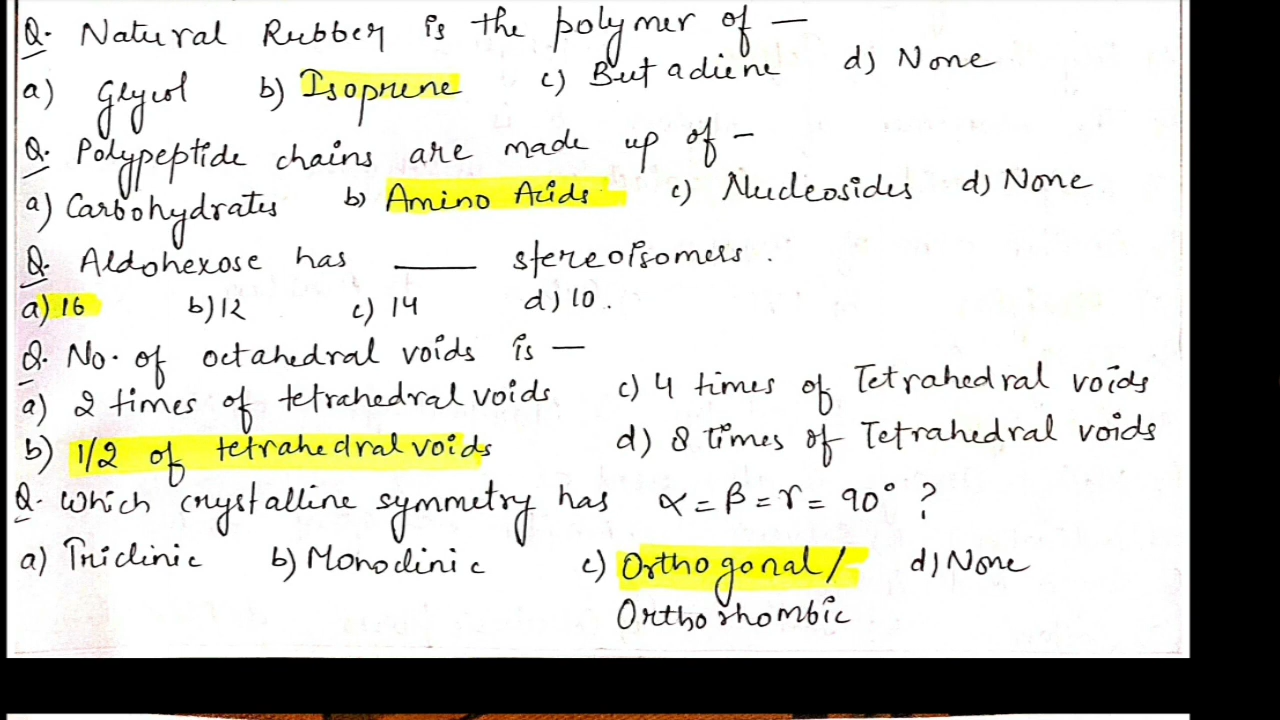 Q. Natural Rubber is the polymer of —
a) Glycol b) Isoprene c) Butadiene d) None
Q. Polypeptide chains are made up of –
a) Carbohydrates b) Amino Acids c) Nucleosides d) None
Q. Aldohexose has ____ stereoisomers.
a) 16 b) 12 c) 14 d) 10.
Q. No. of octahedral voids is —
a) 2 times of tetrahedral voids c) 4 times of Tetrahedral voids
b) 1/2 of tetrahedral voids d) 8 times of Tetrahedral voids
Q. Which crystalline symmetry has α = β = γ = 90° ?
a) Triclinic b) Monoclinic c) Orthogonal / d) None
Orthorhombic